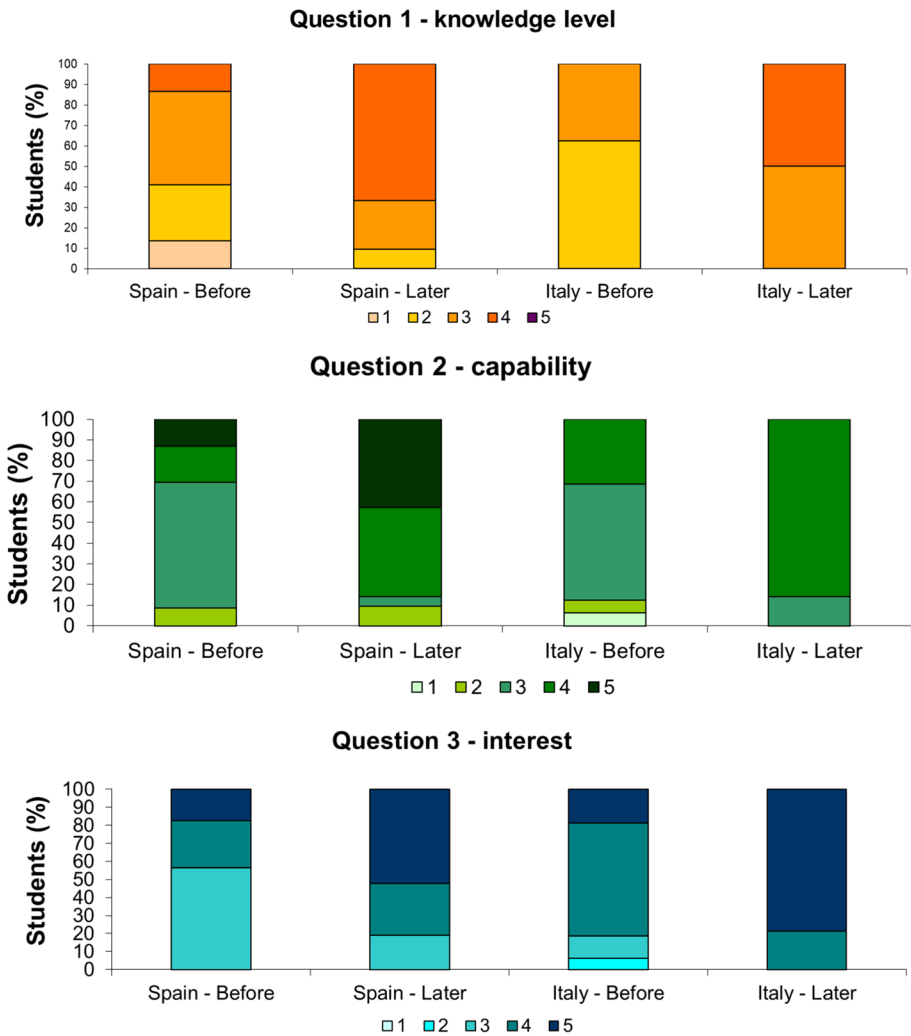 Question 1 - knowledge level
Students (%)
100
90
80
70
60
50
40
30
20
10
0
Spain - Before Spain - Later Italy - Before Italy - Later
1 2 3 4 5
Question 2 - capability
Students (%)
100
90
80
70
60
50
40
30
20
10
0
Spain - Before Spain - Later Italy - Before Italy - Later
1 2 3 4 5
Question 3 - interest
Students (%)
100
90
80
70
60
50
40
30
20
10
0
Spain - Before Spain - Later Italy - Before Italy - Later
1 2 3 4 5